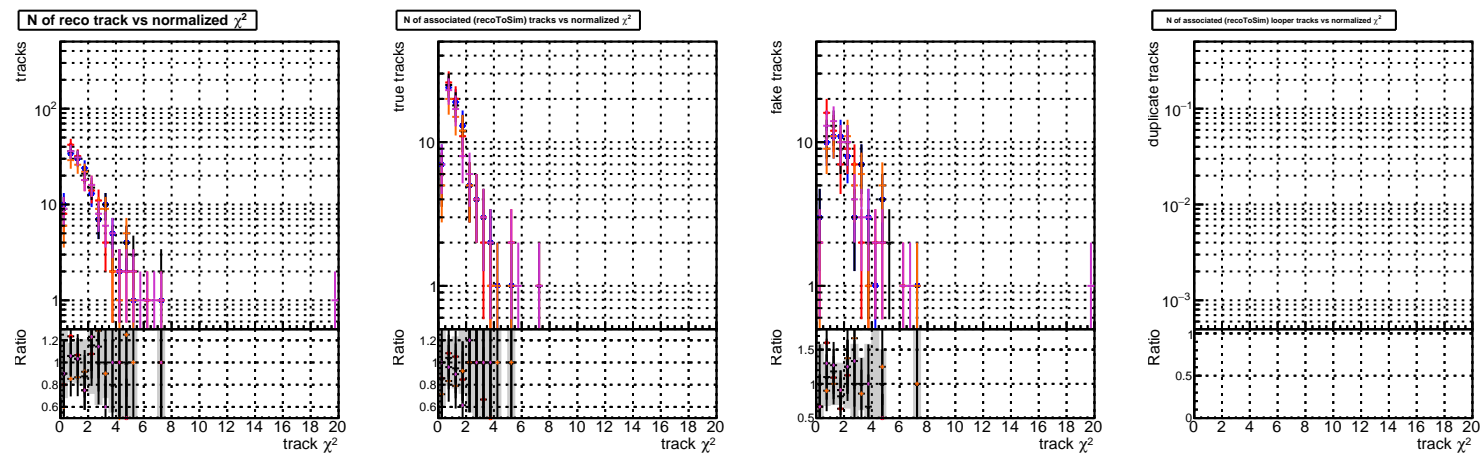 N of reco track vs normalized χ²
tracks
10²
10
1
Ratio
1.2
1
0.8
0.6
0 2 4 6 8 10 12 14 16 18 20
track χ²
N of associated (recoToSim) tracks vs normalized χ²
true tracks
10
1
Ratio
1.2
1
0.8
0.6
0 2 4 6 8 10 12 14 16 18 20
track χ²
fake tracks
10
1
Ratio
1.5
1
0.5
0 2 4 6 8 10 12 14 16 18 20
track χ²
N of associated (recoToSim) looper tracks vs normalized χ²
duplicate tracks
10⁻¹
10⁻²
10⁻³
Ratio
1
0.5
0
0 2 4 6 8 10 12 14 16 18 20
track χ²